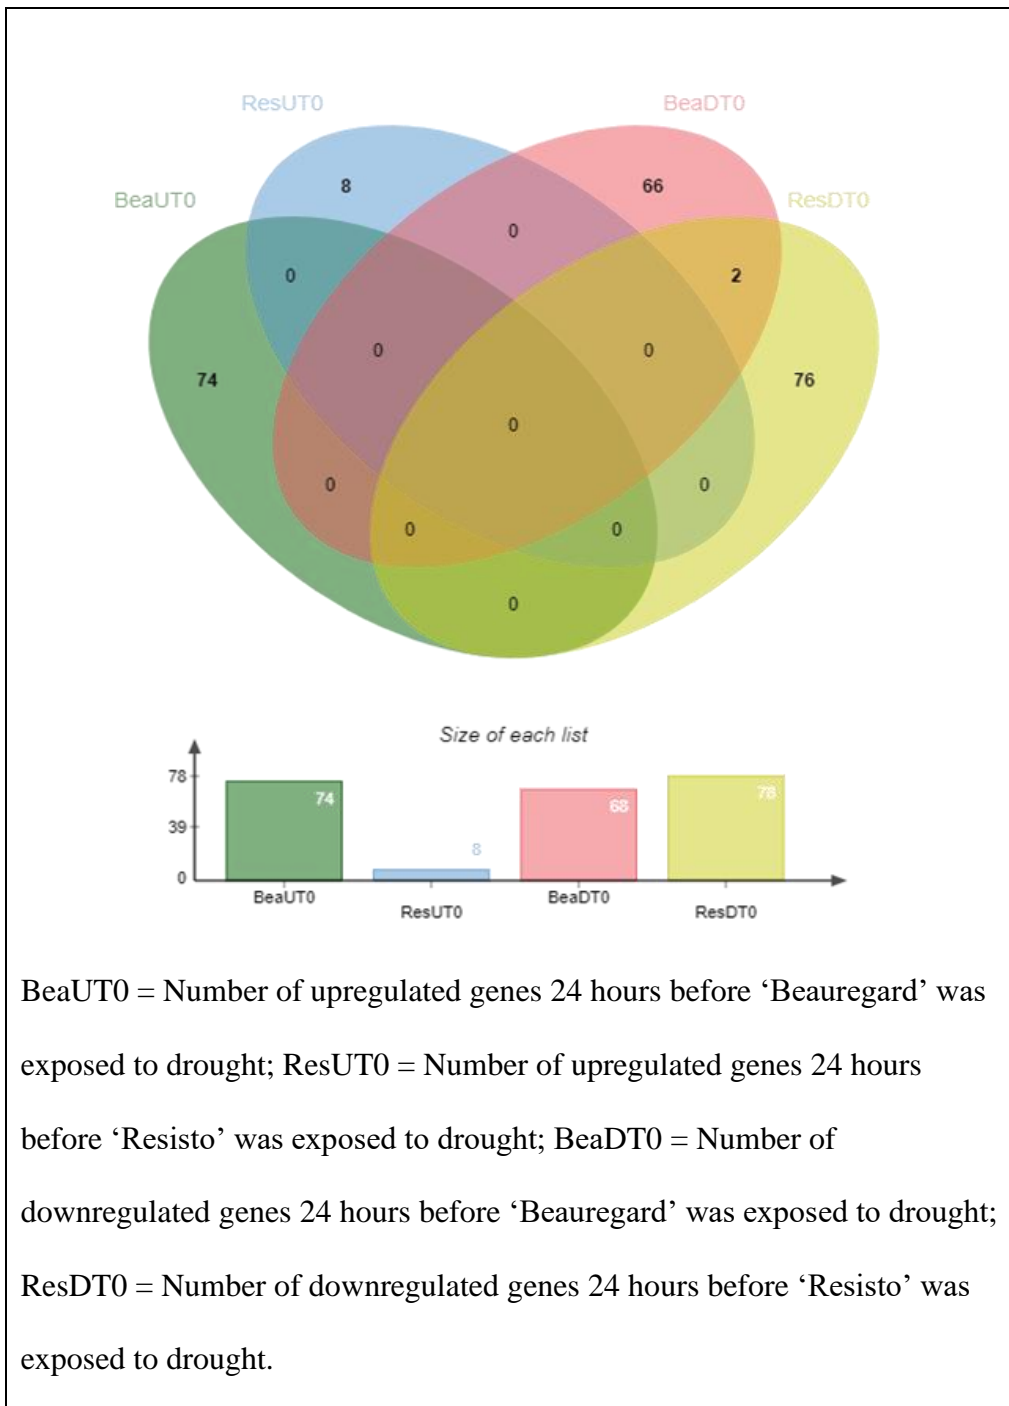 ResUT0 BeaDT0
BeaUT0 ResDT0
8 66
0
0 2
0 0
74 76
0
0 0
0 0
0
Size of each list
78
39
0
74
8
68
78
BeaUT0 ResUT0 BeaDT0 ResDT0
BeaUT0 = Number of upregulated genes 24 hours before ‘Beauregard’ was
exposed to drought; ResUT0 = Number of upregulated genes 24 hours
before ‘Resisto’ was exposed to drought; BeaDT0 = Number of
downregulated genes 24 hours before ‘Beauregard’ was exposed to drought;
ResDT0 = Number of downregulated genes 24 hours before ‘Resisto’ was
exposed to drought.